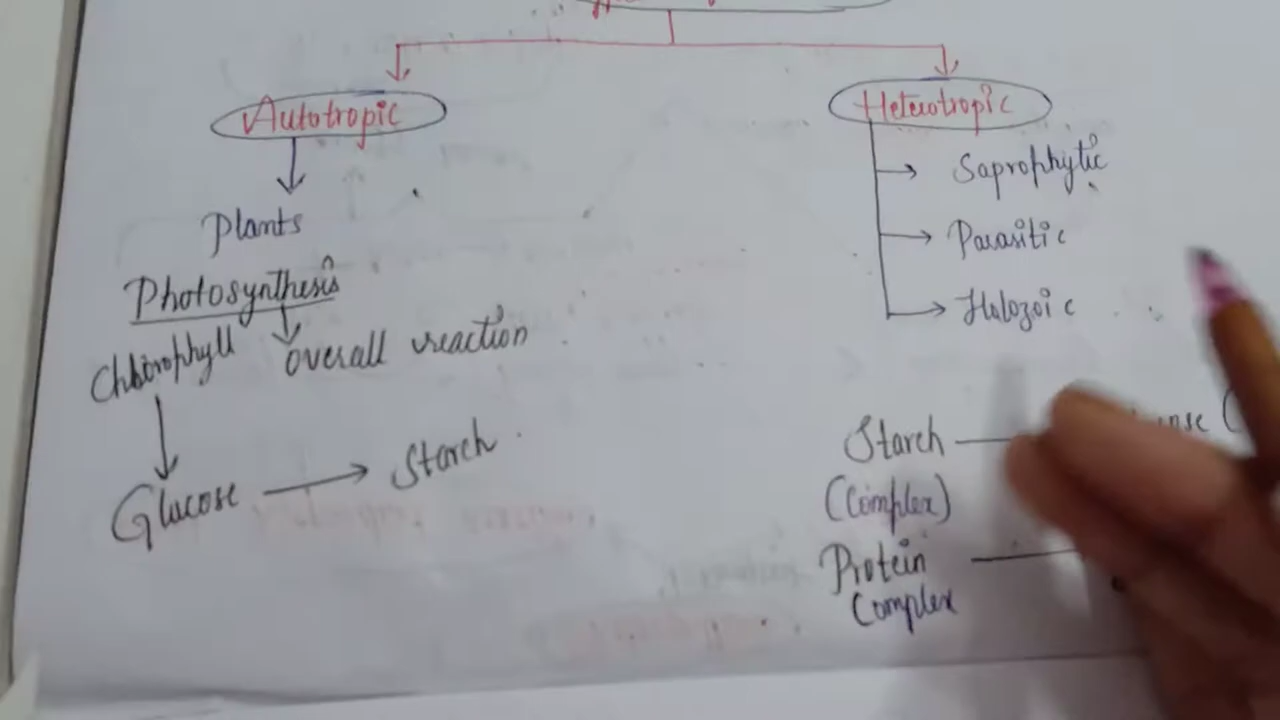 Autotropic
Plants
Photosynthesis
Chlorophyll
overall reaction
Glucose → Starch
Heterotropic
→ Saprophytic
→ Parasitic
→ Holozoic
Starch
(Complex)
Protein
Complex